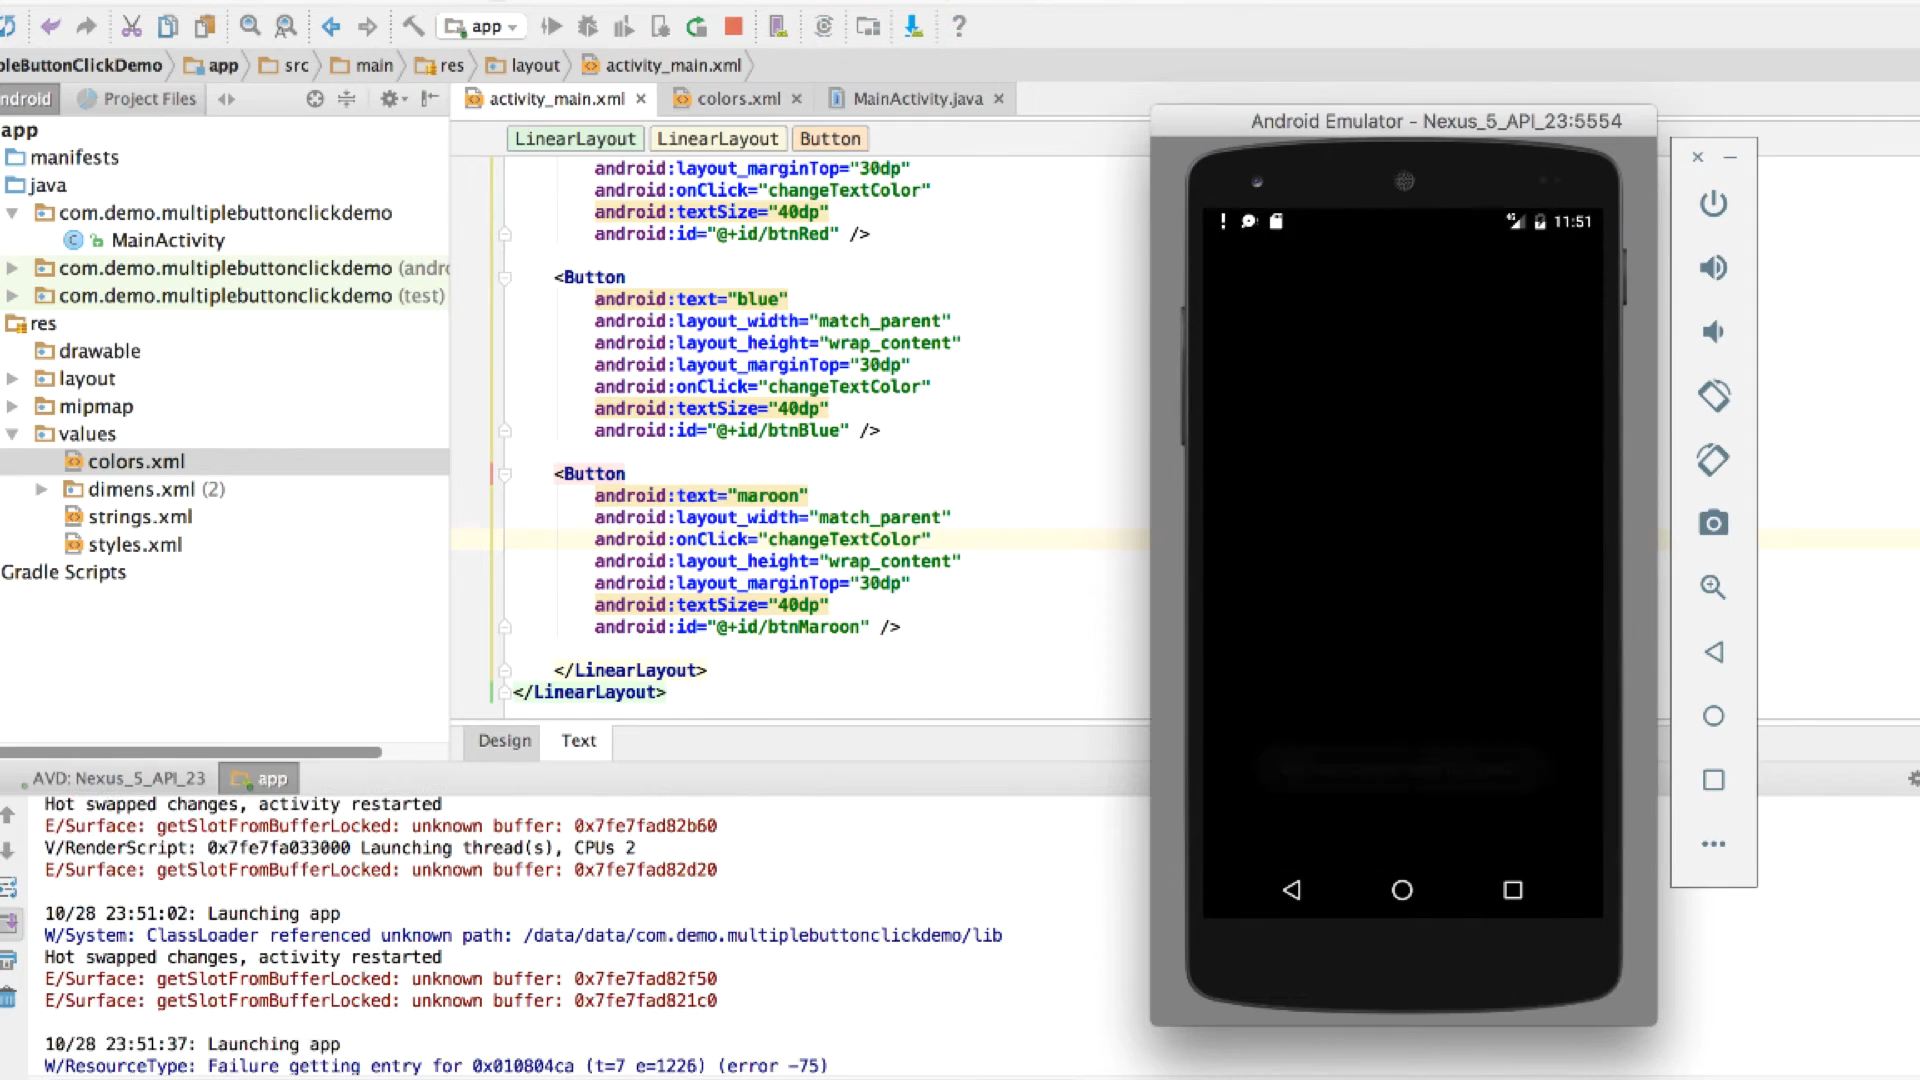 app
pleButtonClickDemo
app
src
main
res
layout
activity_main.xml
ndroid
Project Files
activity_main.xml
colors.xml
MainActivity.java
app
manifests
java
com.demo.multiplebuttonclickdemo
MainActivity
com.demo.multiplebuttonclickdemo (andro
com.demo.multiplebuttonclickdemo (test)
res
drawable
layout
mipmap
values
colors.xml
dimens.xml (2)
strings.xml
styles.xml
Gradle Scripts
LinearLayout
LinearLayout
Button
android:layout_marginTop="30dp"
android:onClick="changeTextColor"
android:textSize="40dp"
android:id="@+id/btnRed" />
<Button
android:text="blue"
android:layout_width="match_parent"
android:layout_height="wrap_content"
android:layout_marginTop="30dp"
android:onClick="changeTextColor"
android:textSize="40dp"
android:id="@+id/btnBlue" />
<Button
android:text="maroon"
android:layout_width="match_parent"
android:onClick="changeTextColor"
android:layout_height="wrap_content"
android:layout_marginTop="30dp"
android:textSize="40dp"
android:id="@+id/btnMaroon" />
</LinearLayout>
</LinearLayout>
Design
Text
Android Emulator - Nexus_5_API_23:5554
11:51
AVD: Nexus_5_API_23
app
Hot swapped changes, activity restarted
E/Surface: getSlotFromBufferLocked: unknown buffer: 0x7fe7fad82b60
V/RenderScript: 0x7fe7fa033000 Launching thread(s), CPUs 2
E/Surface: getSlotFromBufferLocked: unknown buffer: 0x7fe7fad82d20
10/28 23:51:02: Launching app
W/System: ClassLoader referenced unknown path: /data/data/com.demo.multiplebuttonclickdemo/lib
Hot swapped changes, activity restarted
E/Surface: getSlotFromBufferLocked: unknown buffer: 0x7fe7fad82f50
E/Surface: getSlotFromBufferLocked: unknown buffer: 0x7fe7fad821c0
10/28 23:51:37: Launching app
W/ResourceType: Failure getting entry for 0x010804ca (t=7 e=1226) (error -75)